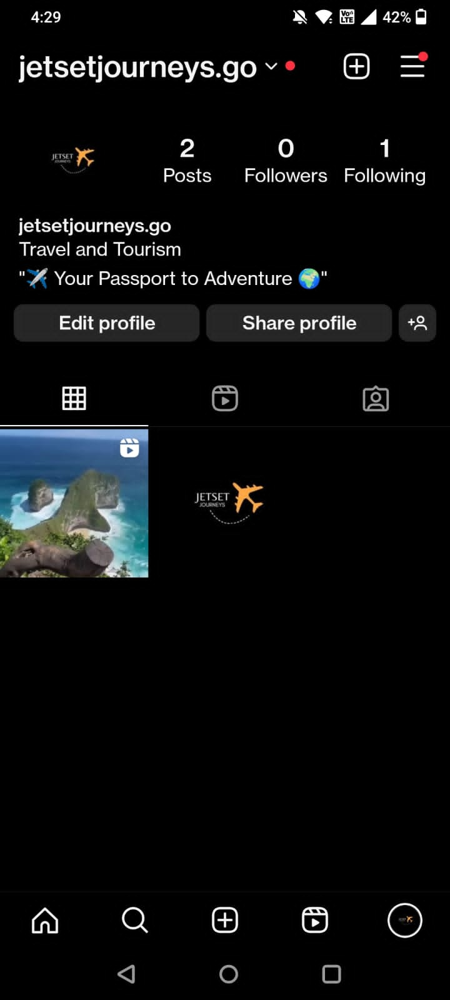 4:29
Vo))
LTE
42%
jetsetjourneys.go
JETSET
JOURNEYS
2
Posts
0
Followers
1
Following
jetsetjourneys.go
Travel and Tourism
"✈️ Your Passport to Adventure 🌍"
Edit profile
Share profile
JETSET
JOURNEYS